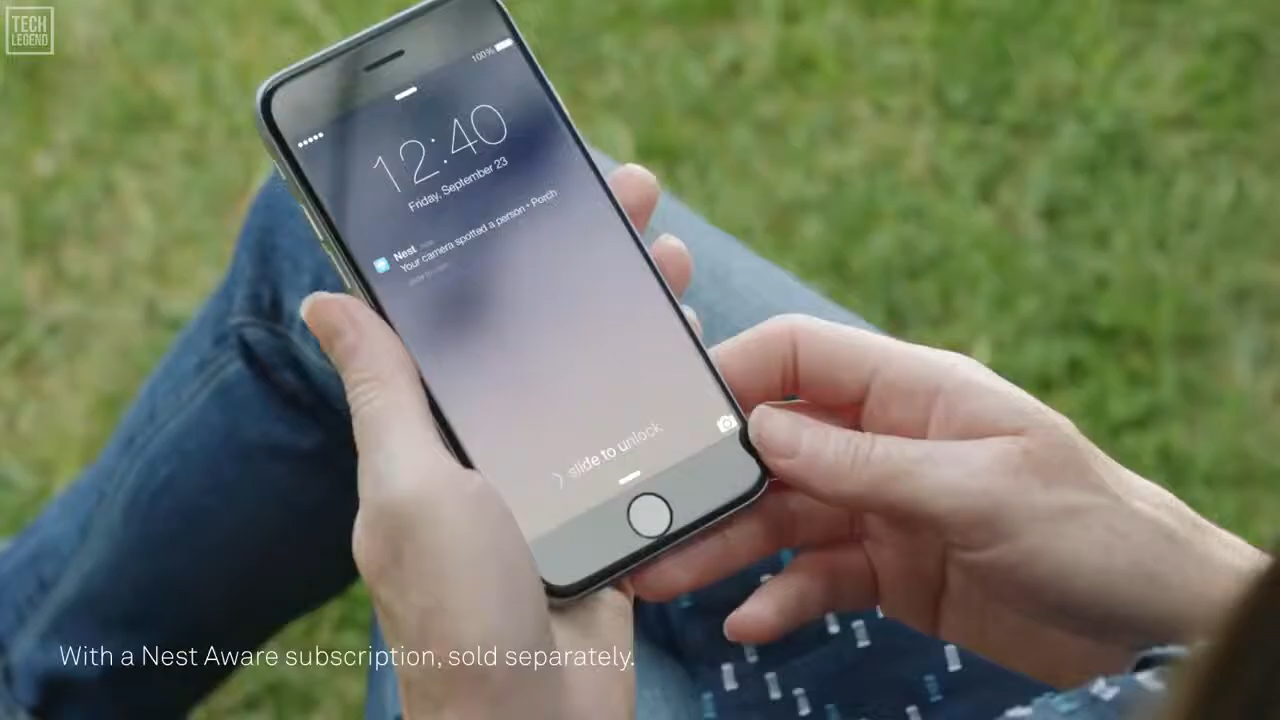 TECH
LEGEND
100%
12:40
Friday, September 23
Nest
Your camera spotted a person • Porch
slide to unlock
With a Nest Aware subscription, sold separately.